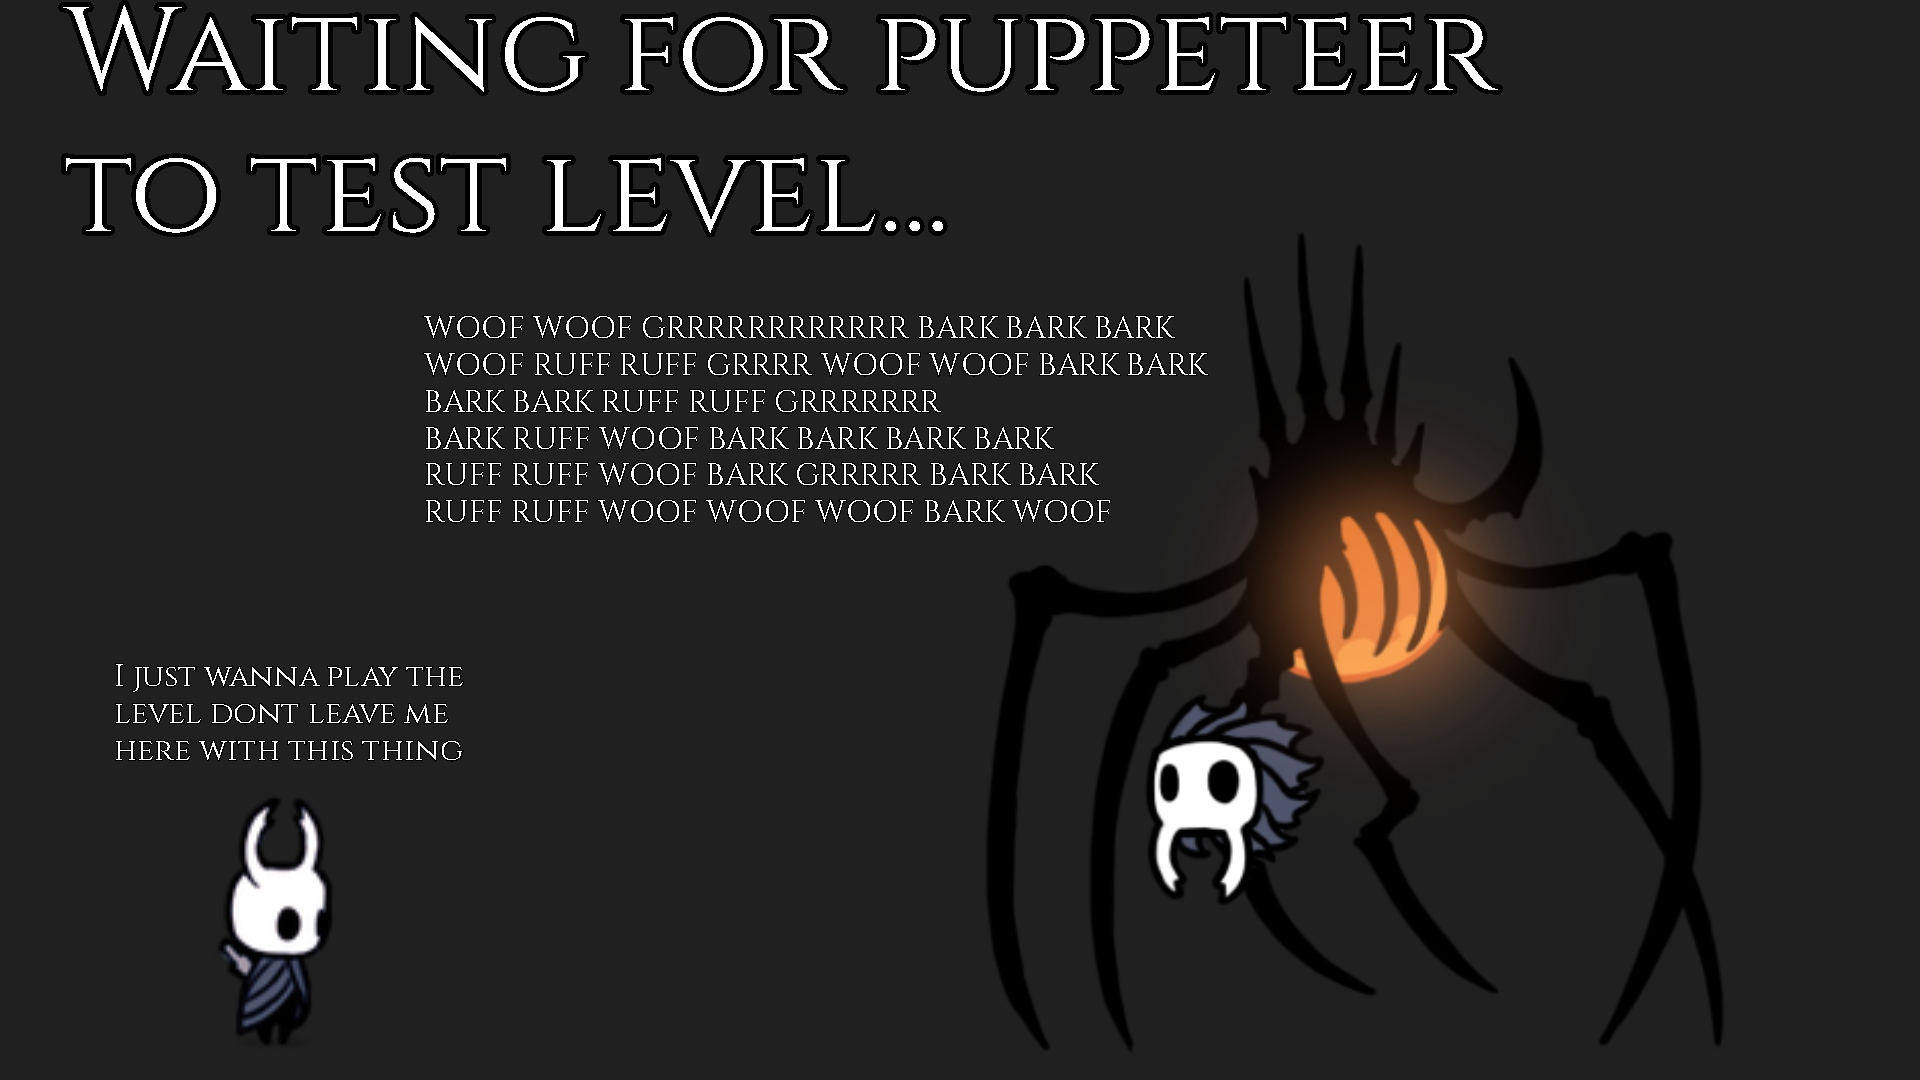 Waiting for puppeteer
to test level...
WOOF WOOF GRRRRRRRRRRRR BARK BARK BARK
WOOF RUFF RUFF GRRRR WOOF WOOF BARK BARK
BARK BARK RUFF RUFF GRRRRRRR
BARK RUFF WOOF BARK BARK BARK BARK
RUFF RUFF WOOF BARK GRRRRR BARK BARK
RUFF RUFF WOOF WOOF WOOF BARK WOOF
I just wanna play the
level dont leave me
here with this thing